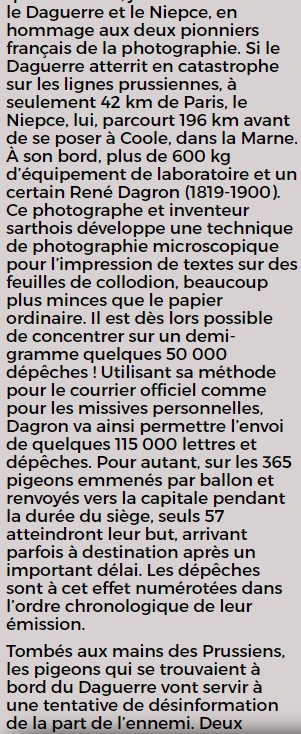 le Daguerre et le Niepce, en
hommage aux deux pionniers
français de la photographie. Si le
Daguerre atterrit en catastrophe
sur les lignes prussiennes, à
seulement 42 km de Paris, le
Niepce, lui, parcourt 196 km avant
de se poser à Coole, dans la Marne.
À son bord, plus de 600 kg
d'équipement de laboratoire et un
certain René Dagron (1819-1900).
Ce photographe et inventeur
sarthois développe une technique
de photographie microscopique
pour l'impression de textes sur des
feuilles de collodion, beaucoup
plus minces que le papier
ordinaire. Il est dès lors possible
de concentrer sur un demi-
gramme quelques 50 000
dépêches ! Utilisant sa méthode
pour le courrier officiel comme
pour les missives personnelles,
Dagron va ainsi permettre l'envoi
de quelques 115 000 lettres et
dépêches. Pour autant, sur les 365
pigeons emmenés par ballon et
renvoyés vers la capitale pendant
la durée du siège, seuls 57
atteindront leur but, arrivant
parfois à destination après un
important délai. Les dépêches
sont à cet effet numérotées dans
l'ordre chronologique de leur
émission.
Tombés aux mains des Prussiens,
les pigeons qui se trouvaient à
bord du Daguerre vont servir à
une tentative de désinformation
de la part de l'ennemi. Deux